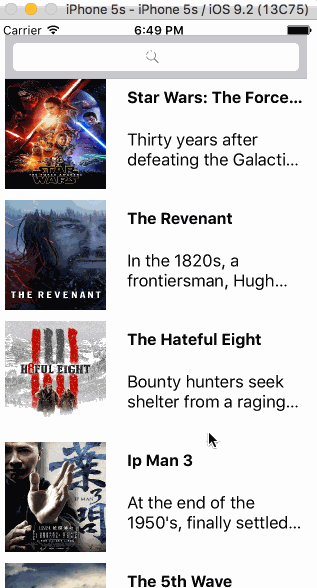 iPhone 5s - iPhone 5s / iOS 9.2 (13C75)
Carrier 6:49 PM
Star Wars: The Force...
Thirty years after
defeating the Galacti...
STAR
WARS
The Revenant
In the 1820s, a
frontiersman, Hugh...
THE REVENANT
The Hateful Eight
Bounty hunters seek
shelter from a raging...
H8FUL EIGHT
Ip Man 3
At the end of the
1950's, finally settled...
IP MAN
葉問
3
The 5th Wave